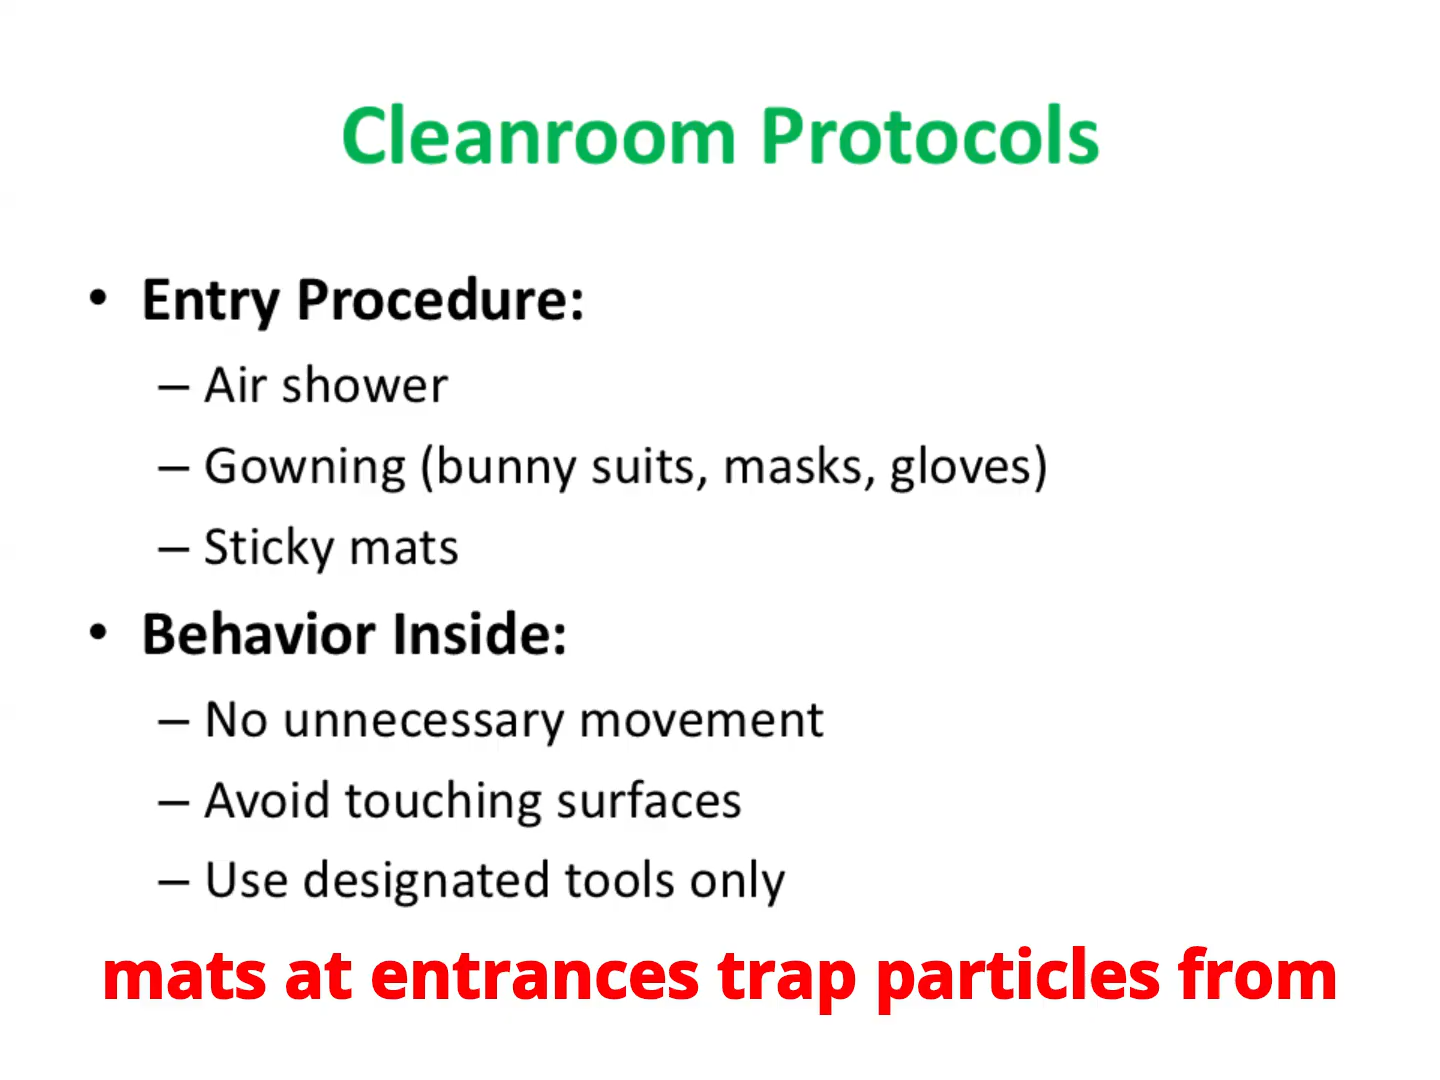 Cleanroom Protocols
• Entry Procedure:
– Air shower
– Gowning (bunny suits, masks, gloves)
– Sticky mats
• Behavior Inside:
– No unnecessary movement
– Avoid touching surfaces
– Use designated tools only
mats at entrances trap particles from